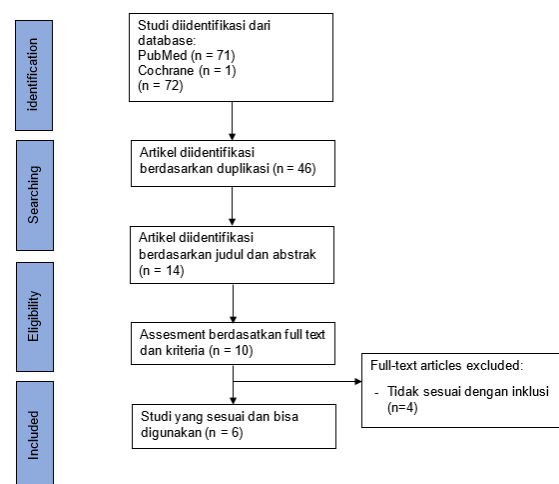 identification
Studi diidentifikasi dari
database:
PubMed (n = 71)
Cochrane (n = 1)
(n = 72)
Searching
Artikel diidentifikasi
berdasarkan duplikasi (n = 46)
Artikel diidentifikasi
berdasarkan judul dan abstrak
(n = 14)
Eligibility
Assesment berdasatkan full text
dan kriteria (n = 10)
Full-text articles excluded:
- Tidak sesuai dengan inklusi
(n=4)
Included
Studi yang sesuai dan bisa
digunakan (n = 6)